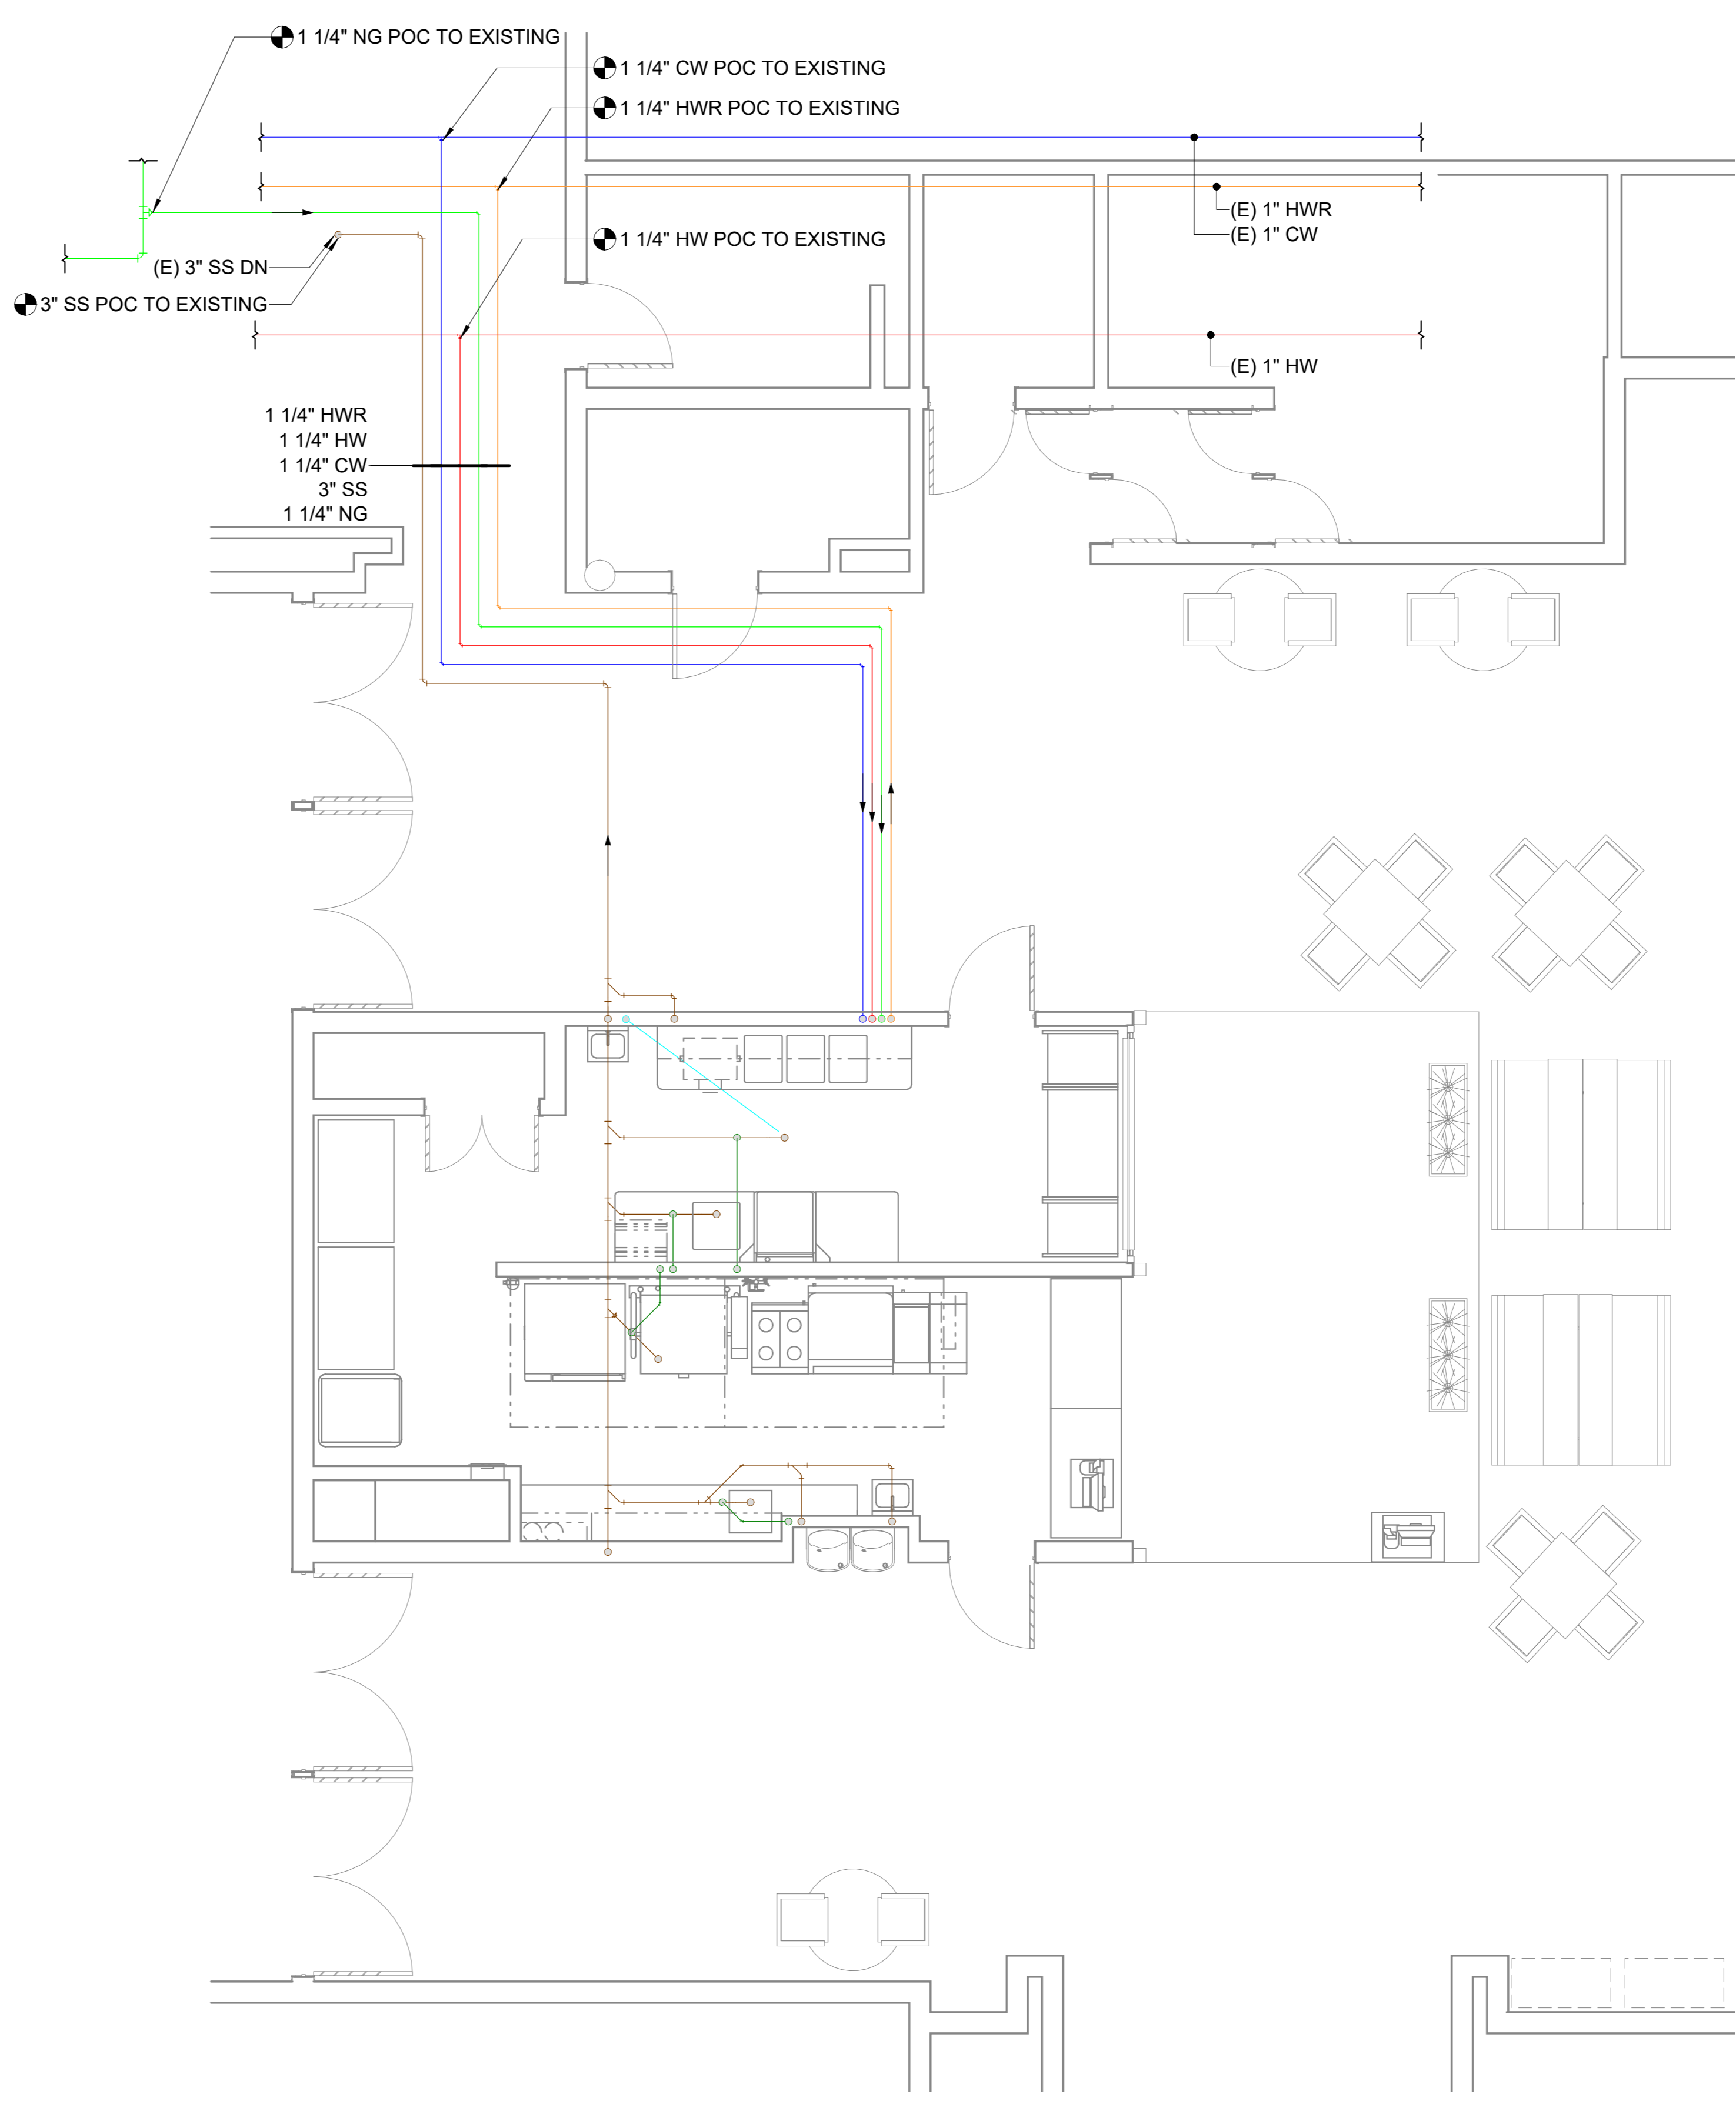 1 1/4" NG POC TO EXISTING
1 1/4" CW POC TO EXISTING
1 1/4" HWR POC TO EXISTING
(E) 1" HWR
(E) 1" CW
1 1/4" HW POC TO EXISTING
(E) 3" SS DN
3" SS POC TO EXISTING
(E) 1" HW
1 1/4" HWR
1 1/4" HW
1 1/4" CW
3" SS
1 1/4" NG